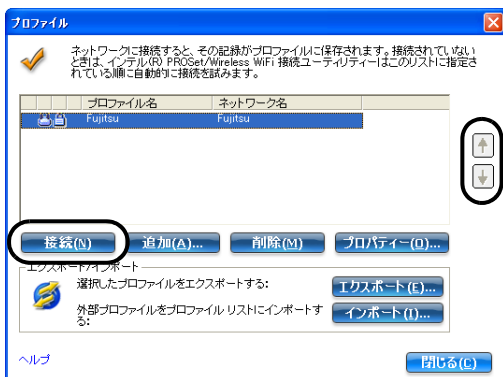 プロファイル
ネットワークに接続すると、その記録がプロファイルに保存されます。接続されていない
ときは、インテル(R) PROSet/Wireless WiFi 接続ユーティリティーはこのリストに指定さ
れている順に自動的に接続を試みます。
プロファイル名 ネットワーク名
Fujitsu Fujitsu
接続(N) 追加(A)... 削除(M) プロパティー(O)...
エクスポート/インポート
選択したプロファイルをエクスポートする: エクスポート(E)...
外部プロファイルをプロファイル リストにインポートす
る: インポート(I)...
ヘルプ 閉じる(C)